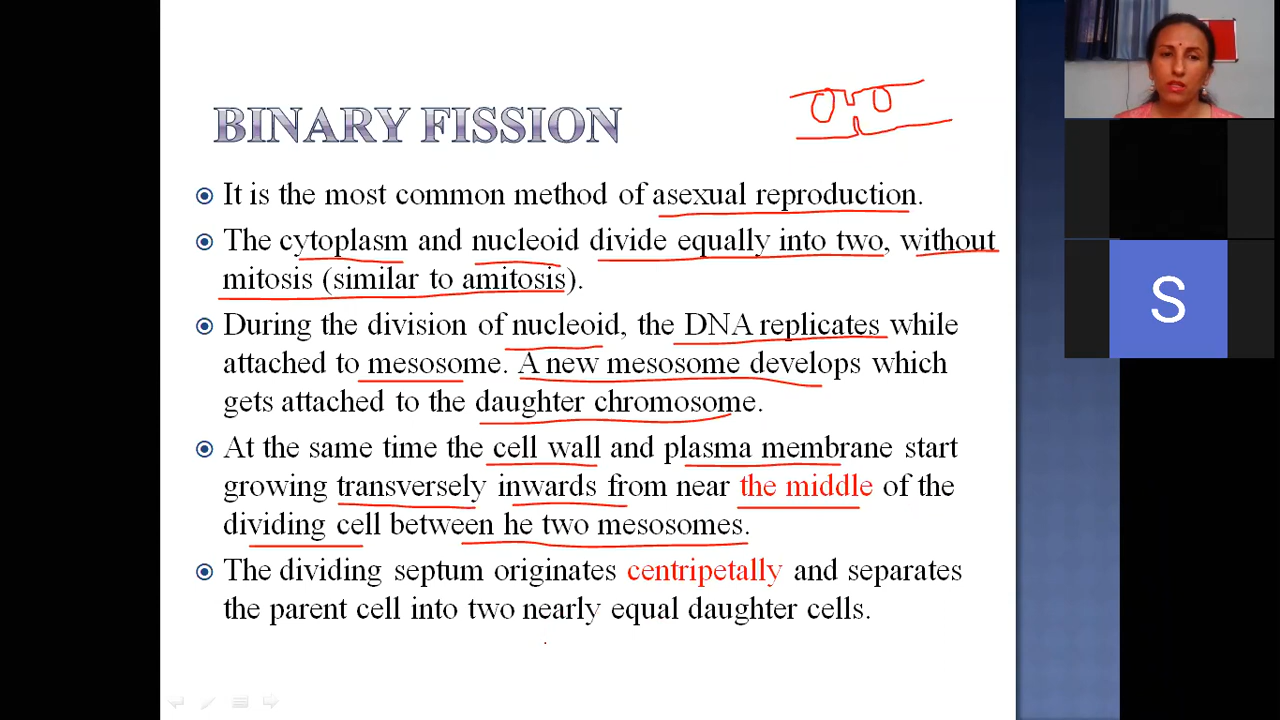 BINARY FISSION
It is the most common method of asexual reproduction.
The cytoplasm and nucleoid divide equally into two, without
mitosis (similar to amitosis).
During the division of nucleoid, the DNA replicates while
attached to mesosome. A new mesosome develops which
gets attached to the daughter chromosome.
At the same time the cell wall and plasma membrane start
growing transversely inwards from near the middle of the
dividing cell between he two mesosomes.
The dividing septum originates centripetally and separates
the parent cell into two nearly equal daughter cells.
S